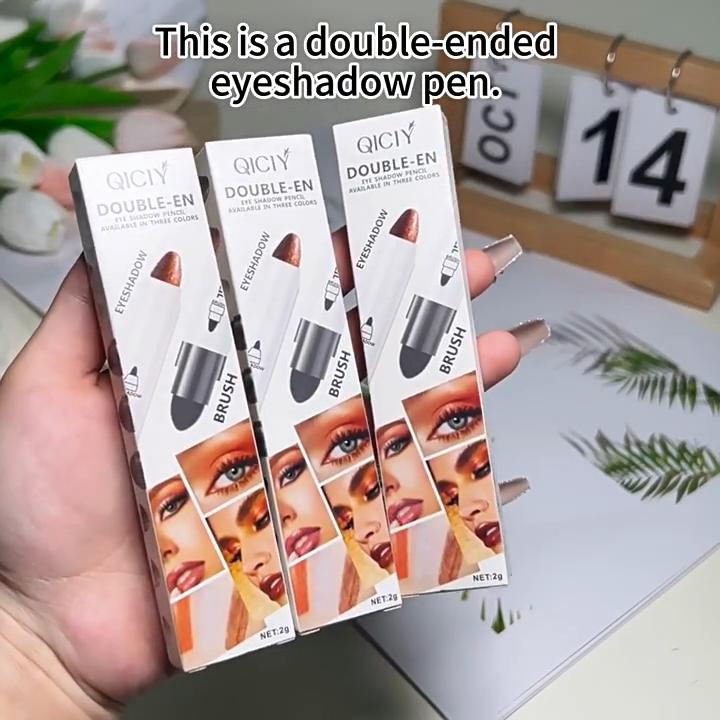 This is a double-ended
eyeshadow pen.
OCT
1 4
QICIY
DOUBLE-EN
EYE SHADOW PENCIL
AVAILABLE IN THREE COLORS
EYESHADOW
BRUSH
NET:2g
QICIY
DOUBLE-EN
EYE SHADOW PENCIL
AVAILABLE IN THREE COLORS
EYESHADOW
BRUSH
NET:2g
QICIY
DOUBLE-EN
EYE SHADOW PENCIL
AVAILABLE IN THREE COLORS
EYESHADOW
BRUSH
NET:2g